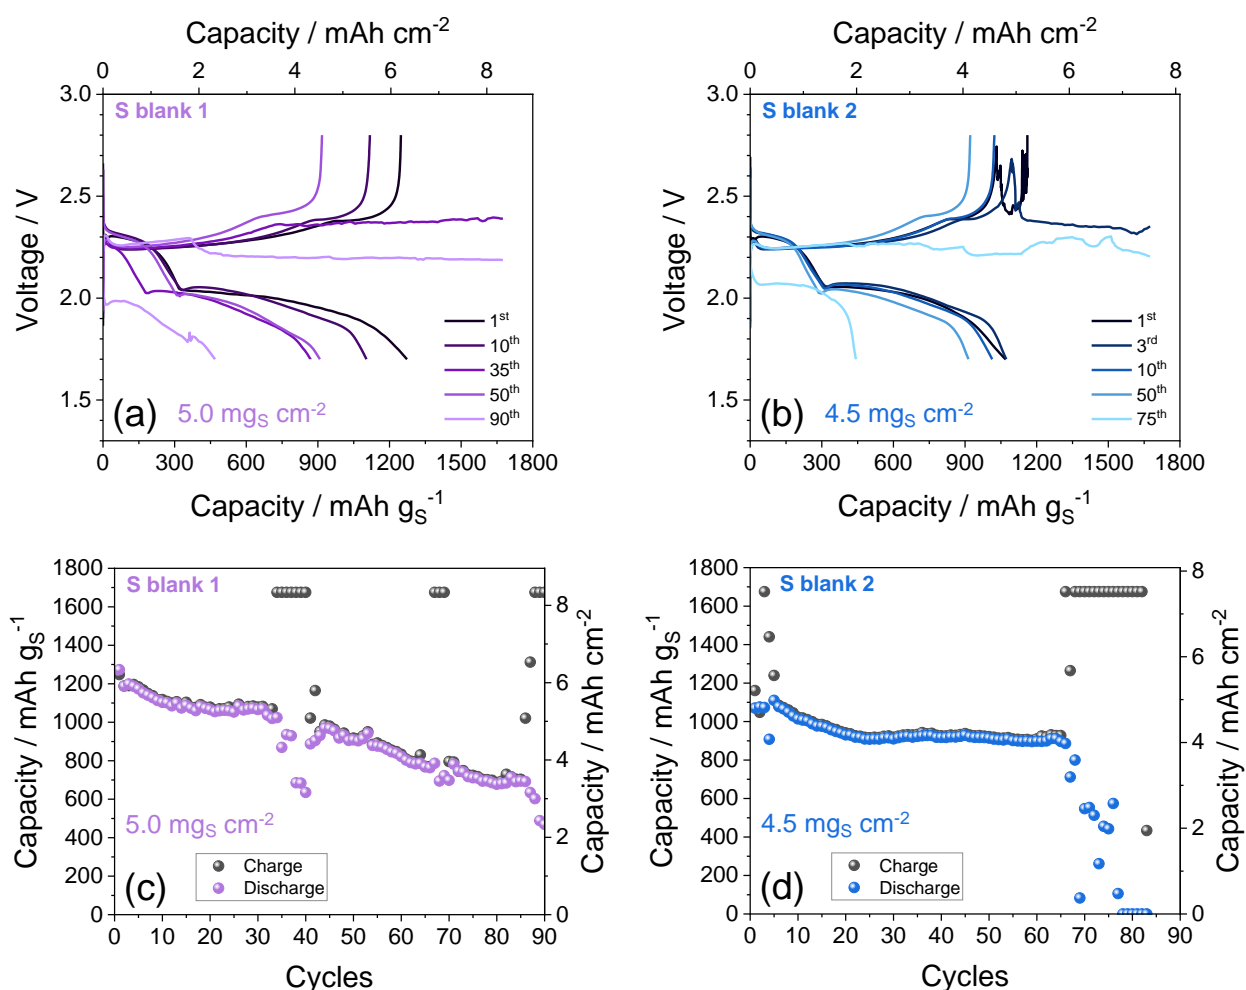 Capacity / mAh cm-2
0 2 4 6 8
3.0
2.5
2.0
1.5
Voltage / V
S blank 1
1st
10th
35th
50th
90th
(a)
5.0 mgS cm-2
0 300 600 900 1200 1500 1800
Capacity / mAh gS-1
Capacity / mAh cm-2
0 2 4 6 8
3.0
2.5
2.0
1.5
Voltage / V
S blank 2
1st
3rd
10th
50th
75th
(b)
4.5 mgS cm-2
0 300 600 900 1200 1500 1800
Capacity / mAh gS-1
1800
1600
1400
1200
1000
800
600
400
200
0
Capacity / mAh gS-1
S blank 1
5.0 mgS cm-2
Charge
Discharge
(c)
8
6
4
2
0
Capacity / mAh cm-2
0 10 20 30 40 50 60 70 80 90
Cycles
1800
1600
1400
1200
1000
800
600
400
200
0
Capacity / mAh gS-1
S blank 2
4.5 mgS cm-2
Charge
Discharge
(d)
8
6
4
2
0
Capacity / mAh cm-2
0 10 20 30 40 50 60 70 80 90
Cycles